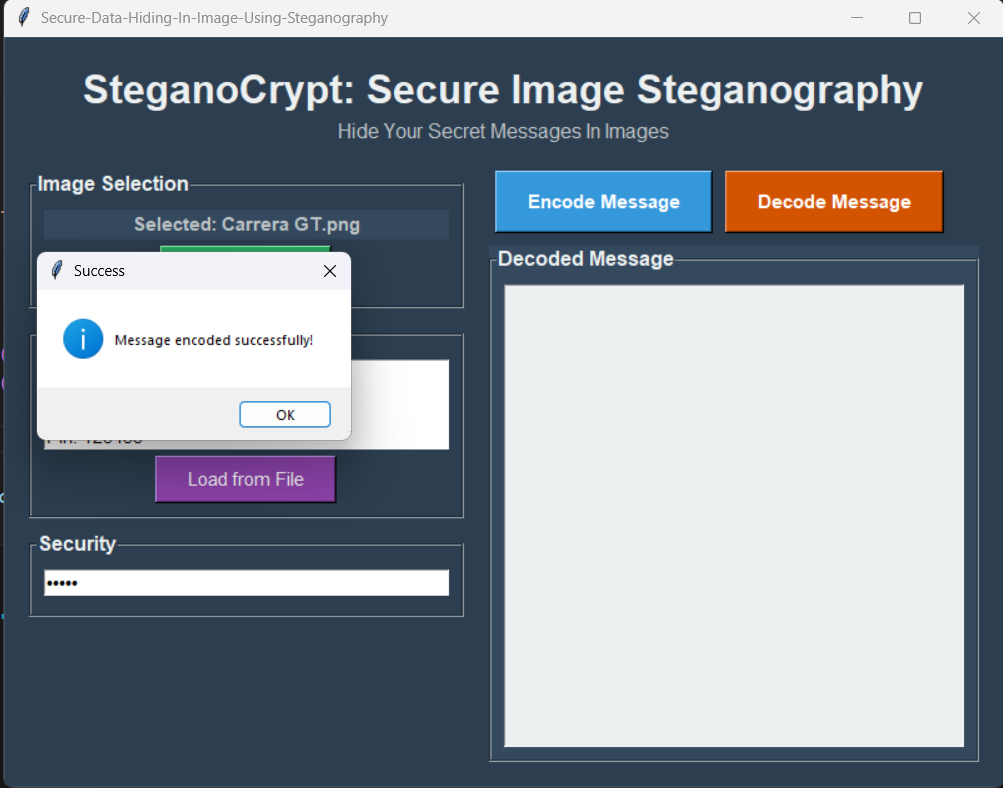 Secure-Data-Hiding-In-Image-Using-Steganography
SteganoCrypt: Secure Image Steganography
Hide Your Secret Messages In Images
Image Selection
Selected: Carrera GT.png
Success
Message encoded successfully!
OK
Load from File
Security
•••••
Encode Message
Decode Message
Decoded Message